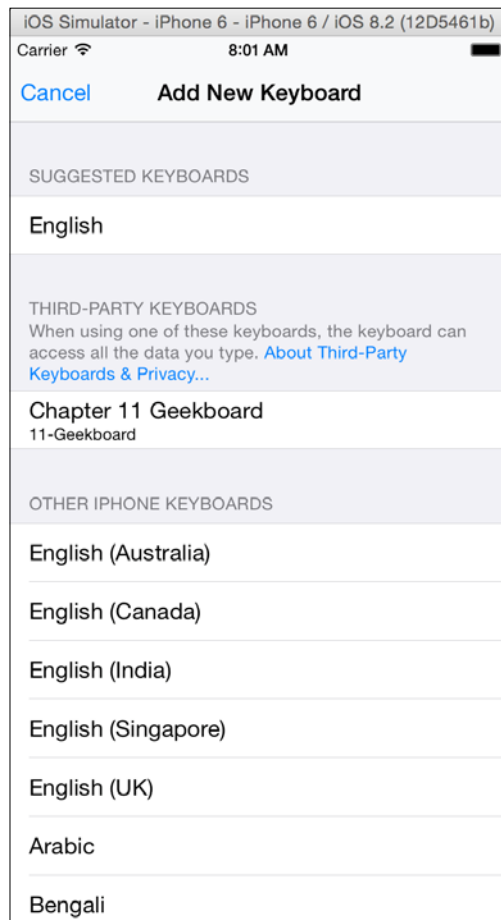 iOS Simulator - iPhone 6 - iPhone 6 / iOS 8.2 (12D5461b)
Carrier 8:01 AM
Cancel Add New Keyboard
SUGGESTED KEYBOARDS
English
THIRD-PARTY KEYBOARDS
When using one of these keyboards, the keyboard can
access all the data you type. About Third-Party
Keyboards & Privacy...
Chapter 11 Geekboard
11-Geekboard
OTHER IPHONE KEYBOARDS
English (Australia)
English (Canada)
English (India)
English (Singapore)
English (UK)
Arabic
Bengali